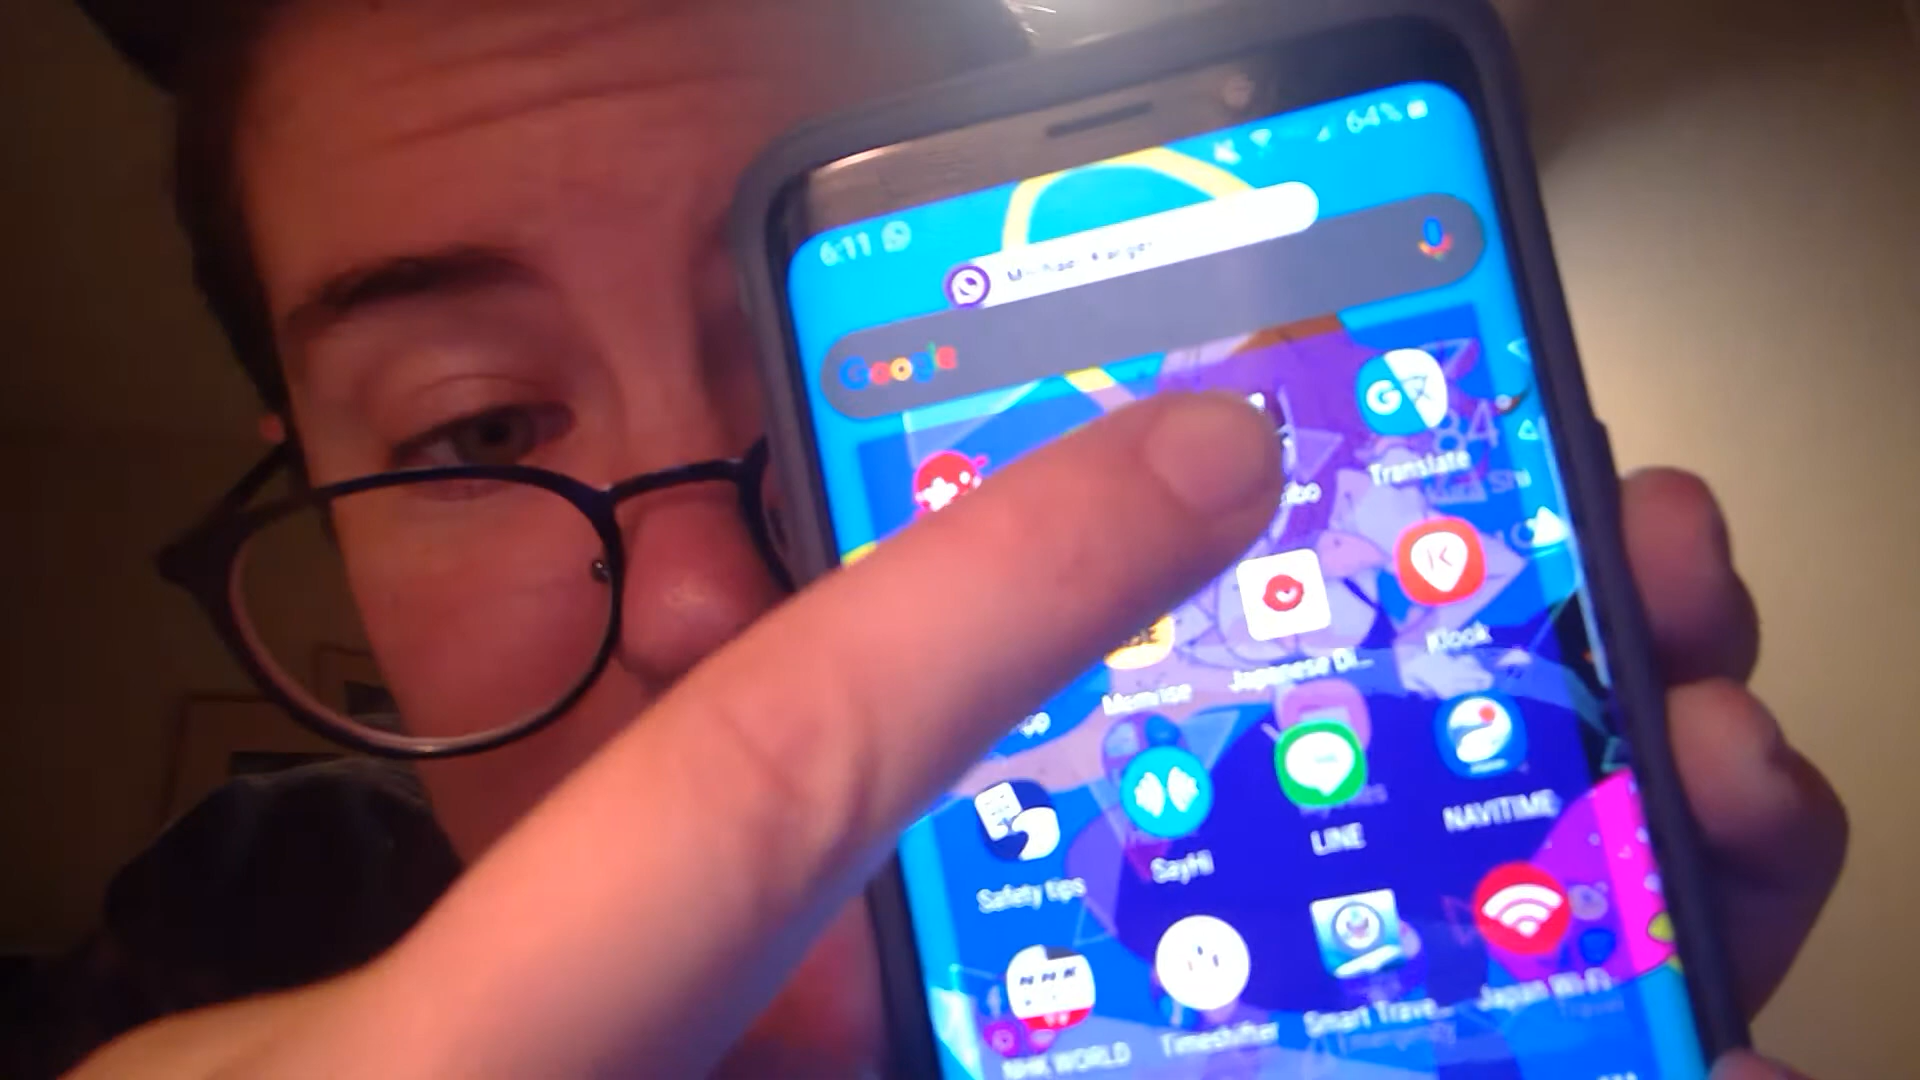 64%
6:11
Google
Translate
Klook
Japanese Di...
Memrise
NAVITIME
LINE
SayHi
Safety tips
Japan Wi-Fi
Smart Trave...
Timeshifter
NHK WORLD